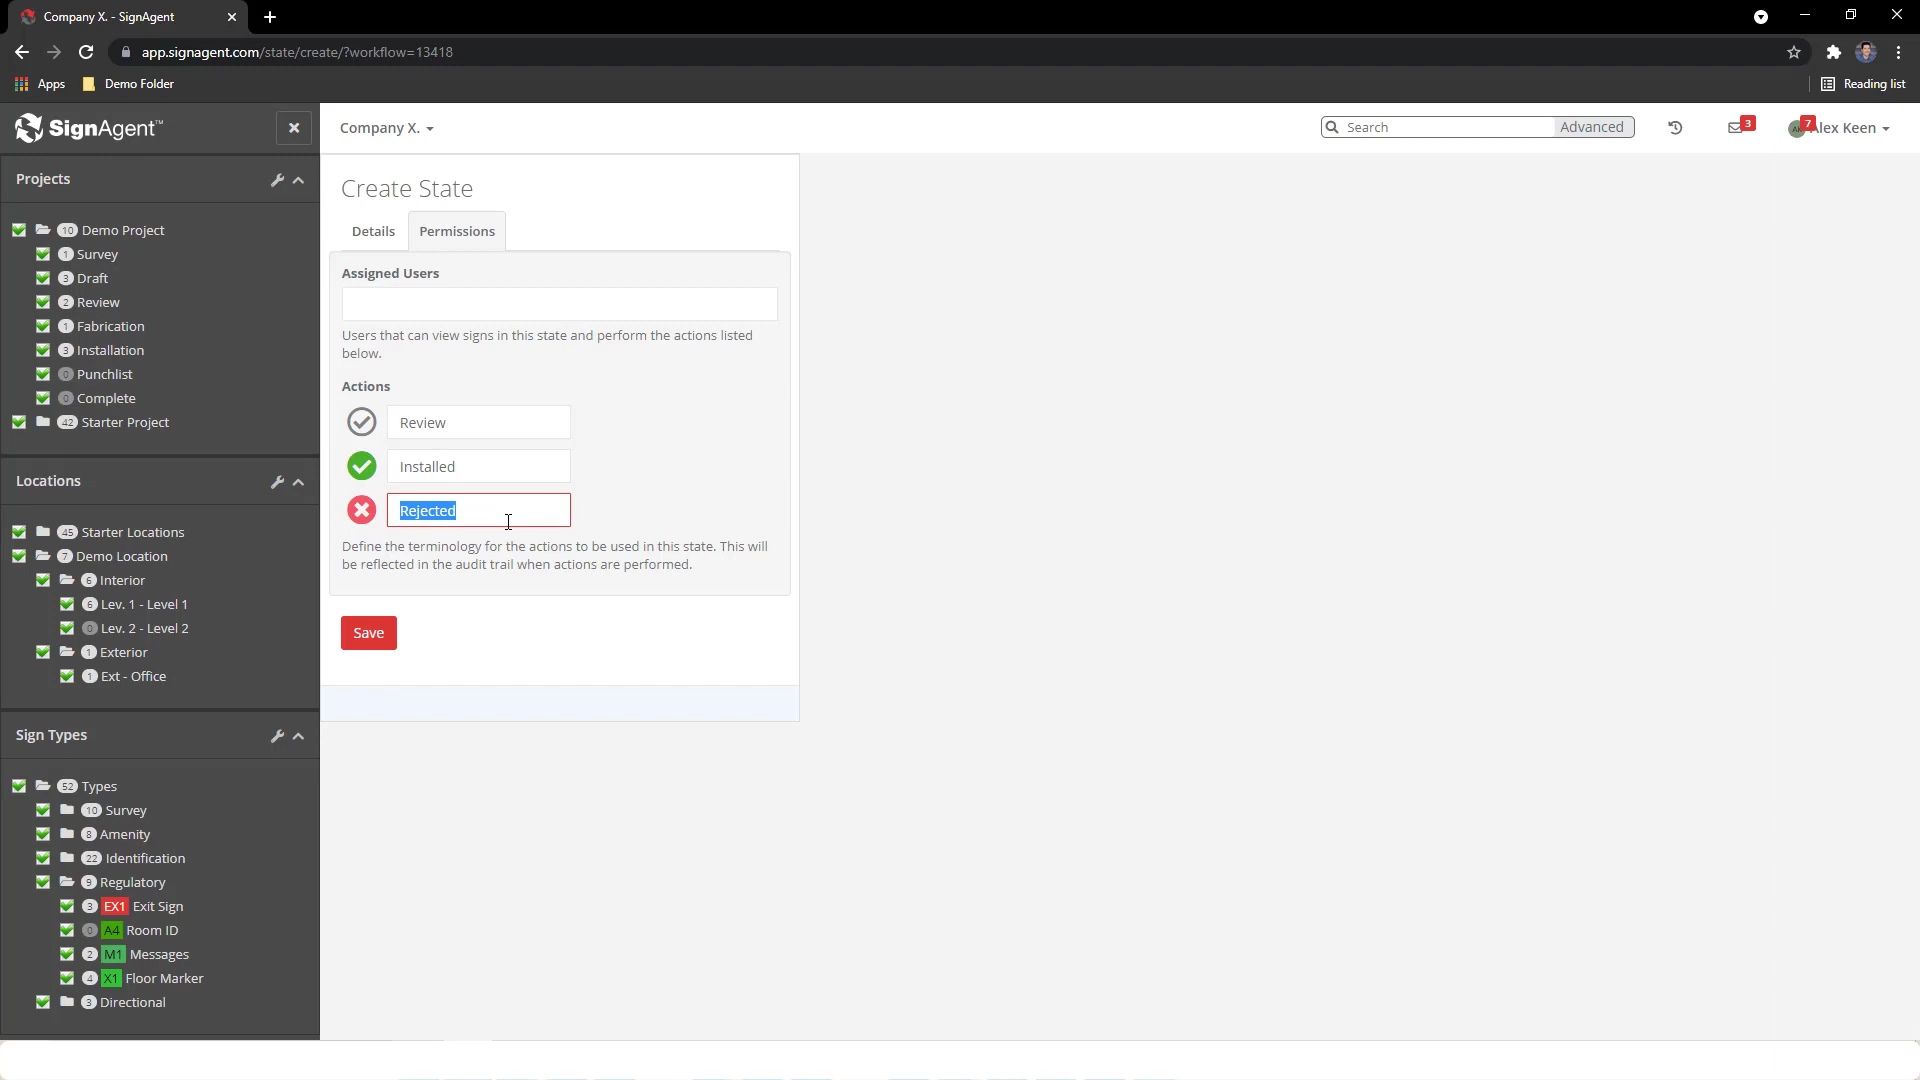 Company X. - SignAgent
app.signagent.com/state/create/?workflow=13418
Apps
Demo Folder
Reading list
SignAgent™
Company X.
Search
Advanced
3
7
lex Keen
Projects
10 Demo Project
1 Survey
3 Draft
2 Review
1 Fabrication
3 Installation
0 Punchlist
0 Complete
42 Starter Project
Locations
45 Starter Locations
7 Demo Location
6 Interior
6 Lev. 1 - Level 1
0 Lev. 2 - Level 2
1 Exterior
1 Ext - Office
Sign Types
52 Types
10 Survey
8 Amenity
22 Identification
9 Regulatory
3 EX1 Exit Sign
0 A4 Room ID
2 M1 Messages
4 X1 Floor Marker
3 Directional
Create State
Details
Permissions
Assigned Users
Users that can view signs in this state and perform the actions listed
below.
Actions
Review
Installed
Rejected
Define the terminology for the actions to be used in this state. This will
be reflected in the audit trail when actions are performed.
Save